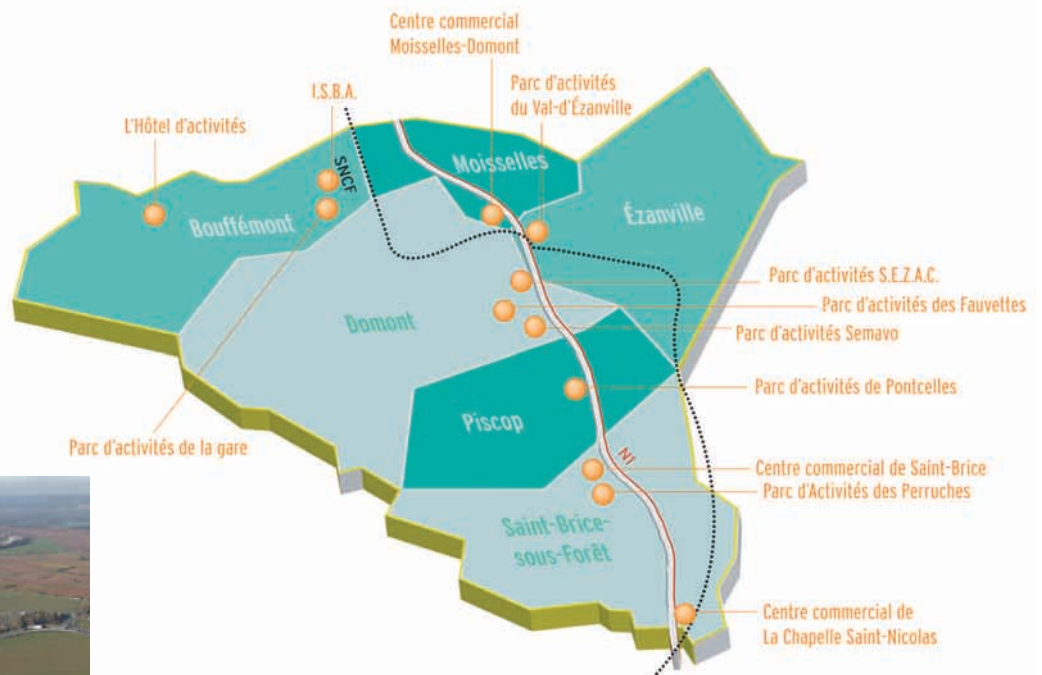 Centre commercial
Moisselles-Domont
Parc d'activités
du Val-d'Ézanville
I.S.B.A.
L'Hôtel d'activités
SNCF
Moisselles
Bouffémont
Ézanville
Parc d'activités S.E.Z.A.C.
Parc d'activités des Fauvettes
Domont
Parc d'activités Semavo
Parc d'activités de Pontcelles
Piscop
Parc d'activités de la gare
N1
Centre commercial de Saint-Brice
Parc d'Activités des Perruches
Saint-Brice-
sous-Forêt
Centre commercial de
La Chapelle Saint-Nicolas